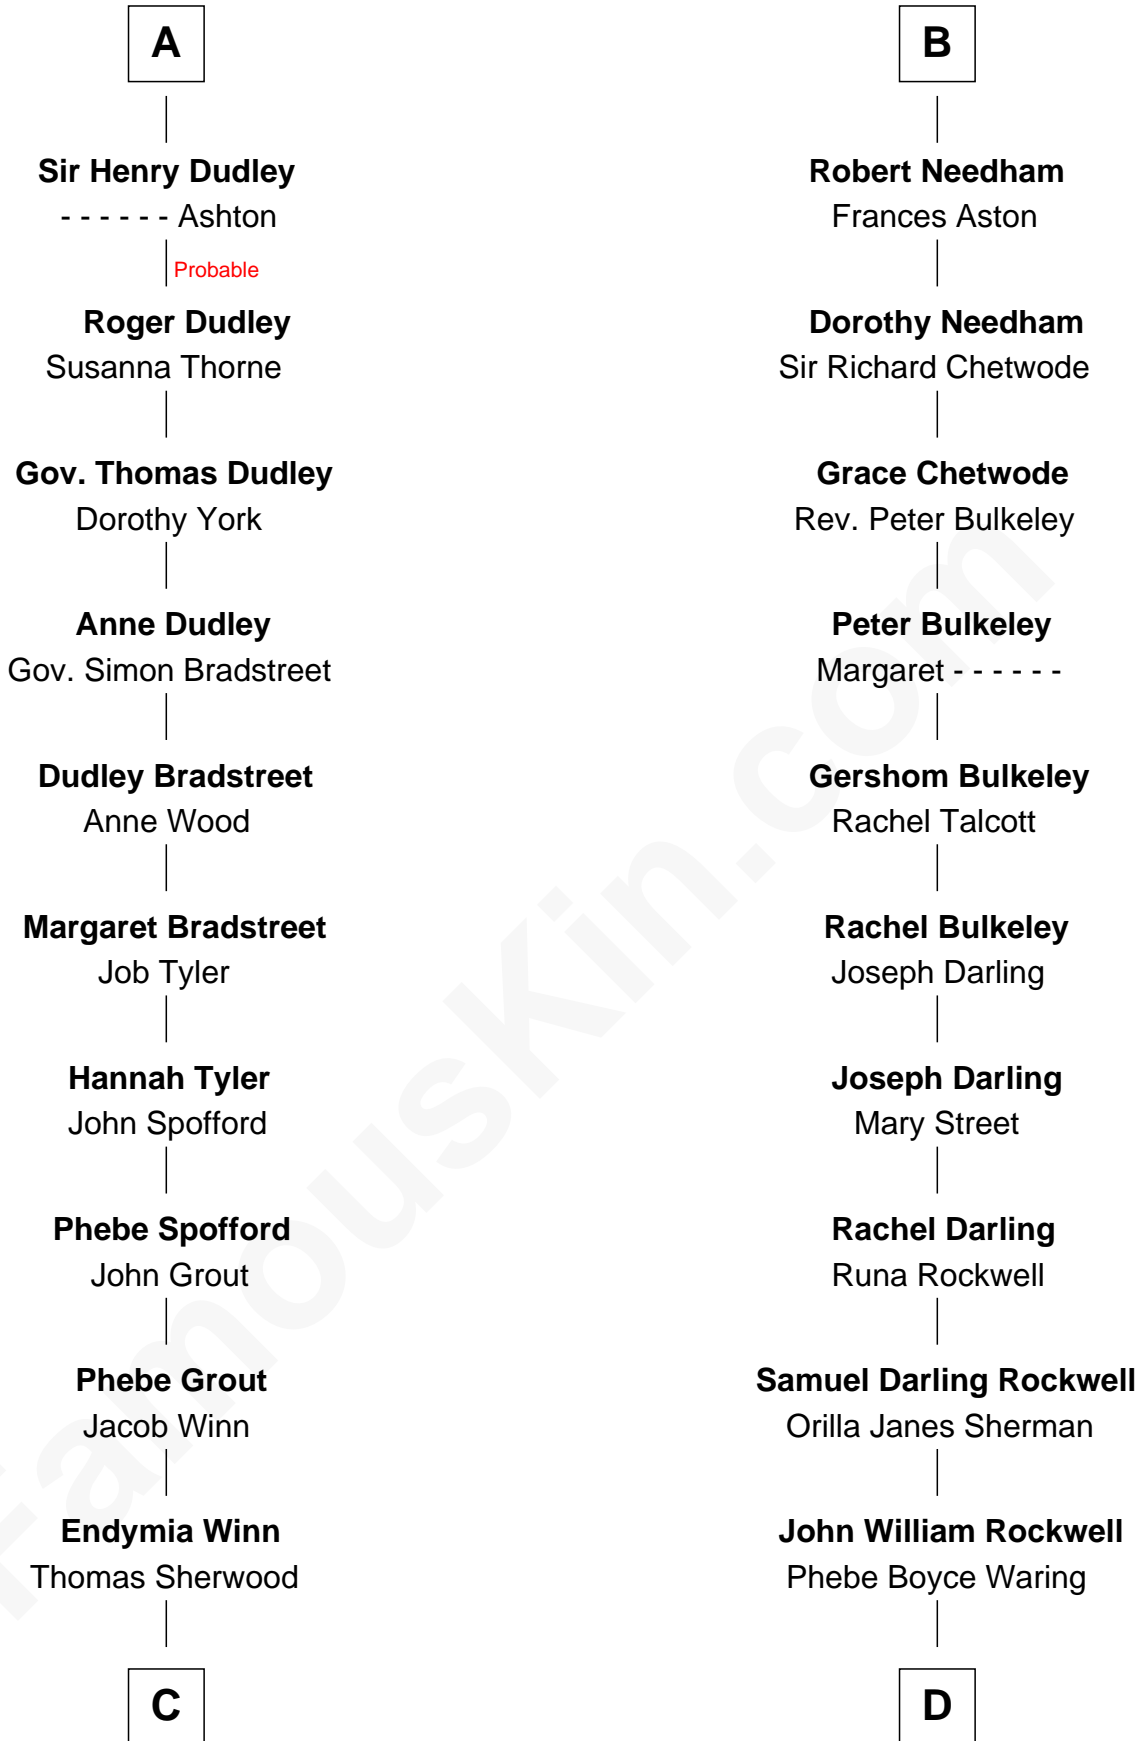 A
Sir Henry Dudley
- - - - - - Ashton
Probable
Roger Dudley
Susanna Thorne
Gov. Thomas Dudley
Dorothy York
Anne Dudley
Gov. Simon Bradstreet
Dudley Bradstreet
Anne Wood
Margaret Bradstreet
Job Tyler
Hannah Tyler
John Spofford
Phebe Spofford
John Grout
Phebe Grout
Jacob Winn
Endymia Winn
Thomas Sherwood
C
B
Robert Needham
Frances Aston
Dorothy Needham
Sir Richard Chetwode
Grace Chetwode
Rev. Peter Bulkeley
Peter Bulkeley
Margaret - - - - - -
Gershom Bulkeley
Rachel Talcott
Rachel Bulkeley
Joseph Darling
Joseph Darling
Mary Street
Rachel Darling
Runa Rockwell
Samuel Darling Rockwell
Orilla Janes Sherman
John William Rockwell
Phebe Boyce Waring
D
FamousKin.com